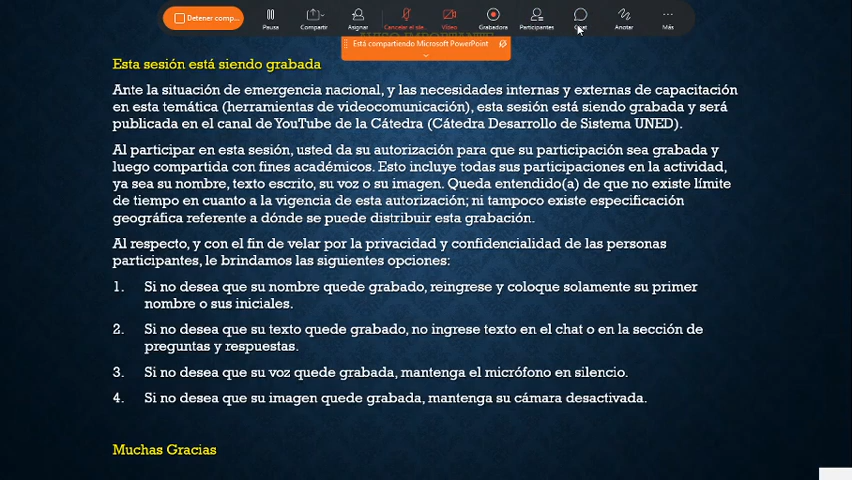 Detener comp...
Pausa
Compartir
Asignar
Cancelar el sile...
Vídeo
Grabadora
Participantes
Chat
Anotar
Más
Está compartiendo Microsoft PowerPoint
Esta sesión está siendo grabada
Ante la situación de emergencia nacional, y las necesidades internas y externas de capacitación
en esta temática (herramientas de videocomunicación), esta sesión está siendo grabada y será
publicada en el canal de YouTube de la Cátedra (Cátedra Desarrollo de Sistema UNED).
Al participar en esta sesión, usted da su autorización para que su participación sea grabada y
luego compartida con fines académicos. Esto incluye todas sus participaciones en la actividad,
ya sea su nombre, texto escrito, su voz o su imagen. Queda entendido(a) de que no existe límite
de tiempo en cuanto a la vigencia de esta autorización; ni tampoco existe especificación
geográfica referente a dónde se puede distribuir esta grabación.
Al respecto, y con el fin de velar por la privacidad y confidencialidad de las personas
participantes, le brindamos las siguientes opciones:
1. Si no desea que su nombre quede grabado, reingrese y coloque solamente su primer
nombre o sus iniciales.
2. Si no desea que su texto quede grabado, no ingrese texto en el chat o en la sección de
preguntas y respuestas.
3. Si no desea que su voz quede grabada, mantenga el micrófono en silencio.
4. Si no desea que su imagen quede grabada, mantenga su cámara desactivada.
Muchas Gracias